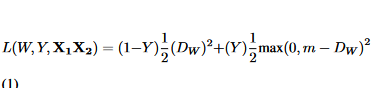 L(W, Y, X₁X₂) = (1−Y)½(D_W)²+(Y)½max(0, m − D_W)²
(1)